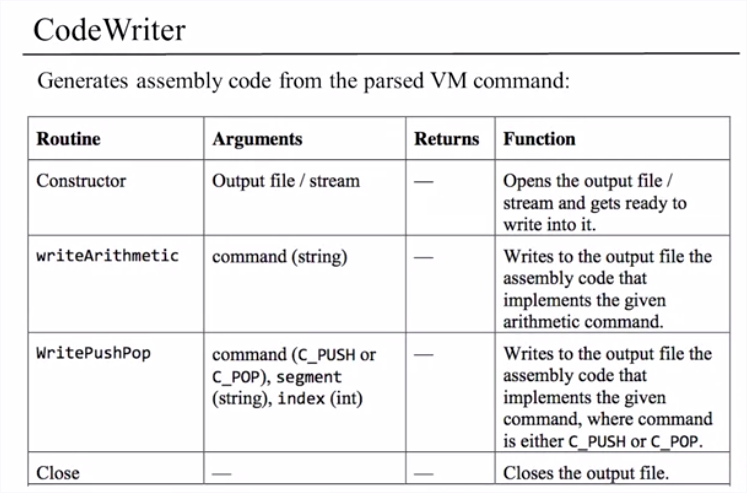 CodeWriter
Generates assembly code from the parsed VM command:
Routine Arguments Returns Function
Constructor Output file / stream — Opens the output file /
stream and gets ready to
write into it.
writeArithmetic command (string) — Writes to the output file the
assembly code that
implements the given
arithmetic command.
WritePushPop command (C_PUSH or — Writes to the output file the
C_POP), segment assembly code that
(string), index (int) implements the given
command, where command
is either C_PUSH or C_POP.
Close — — Closes the output file.